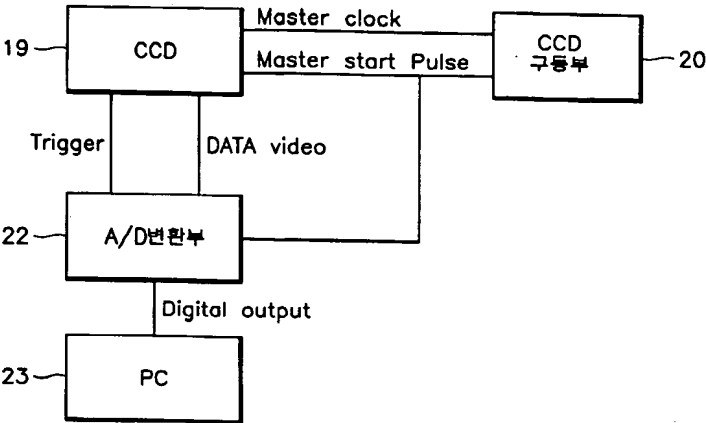 Master clock
19
CCD
CCD
구동부
20
Master start Pulse
Trigger
DATA video
22
A/D변환부
Digital output
23
PC